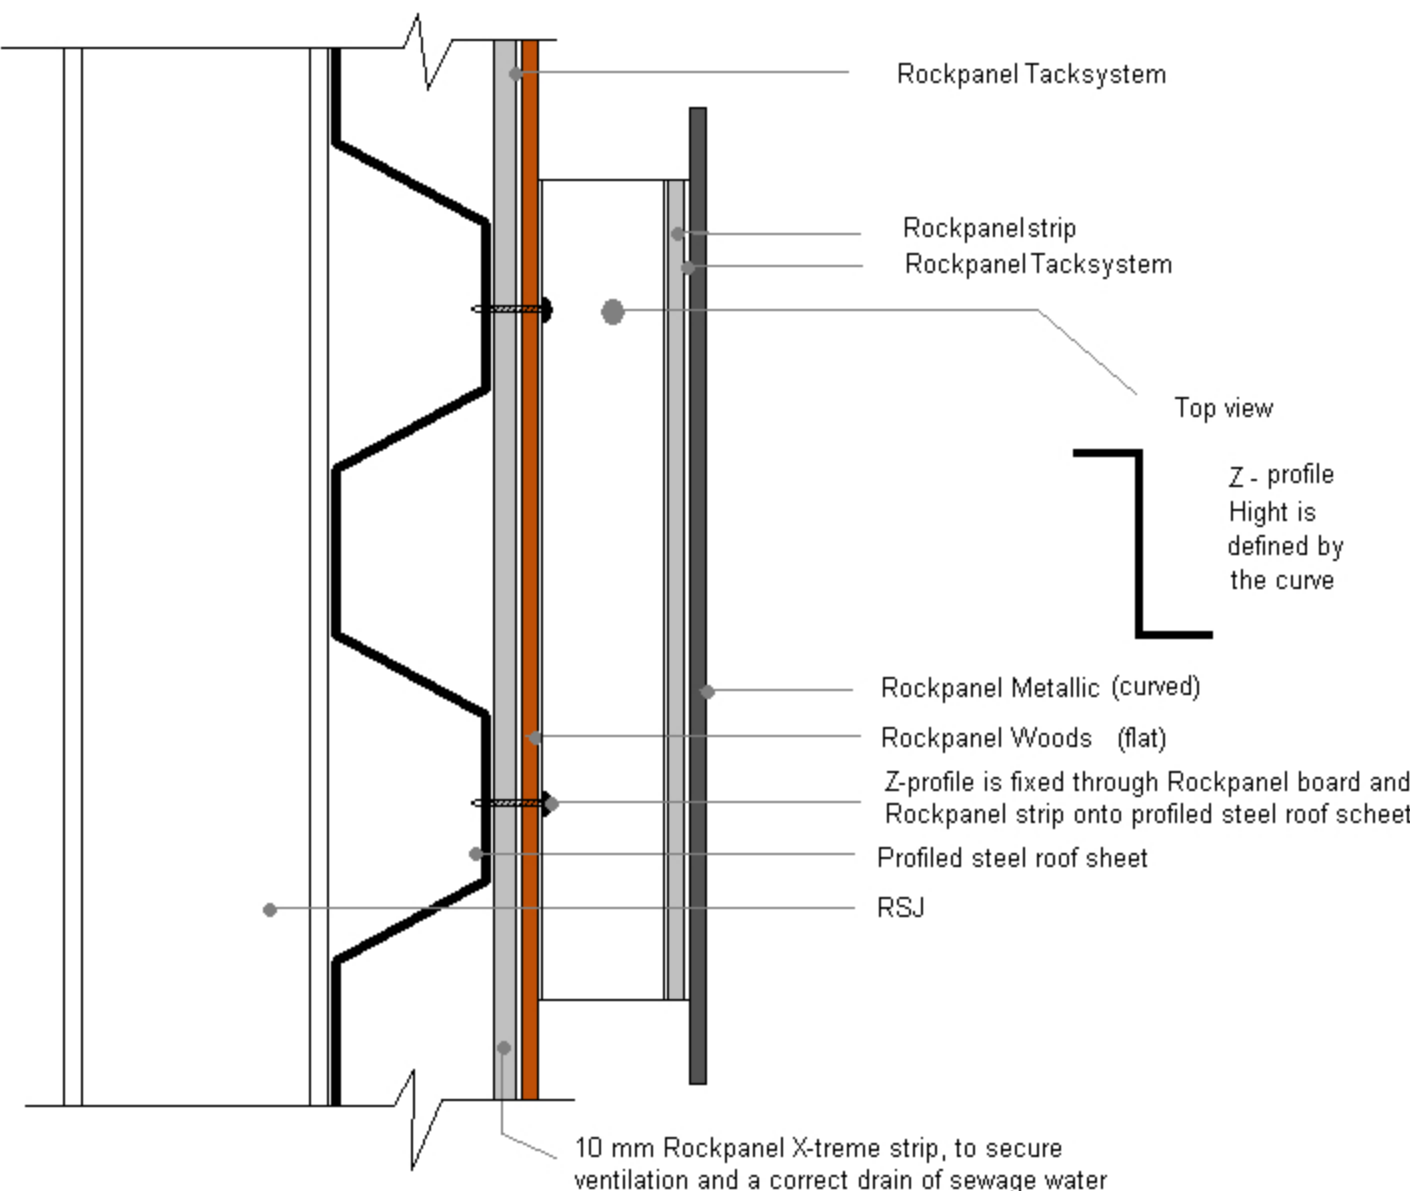 Rockpanel Tacksystem
Rockpanel strip
Rockpanel Tacksystem
Top view
Z - profile
Hight is
defined by
the curve
Rockpanel Metallic (curved)
Rockpanel Woods (flat)
Z-profile is fixed through Rockpanel board and
Rockpanel strip onto profiled steel roof scheet
Profiled steel roof sheet
RSJ
10 mm Rockpanel X-treme strip, to secure
ventilation and a correct drain of sewage water